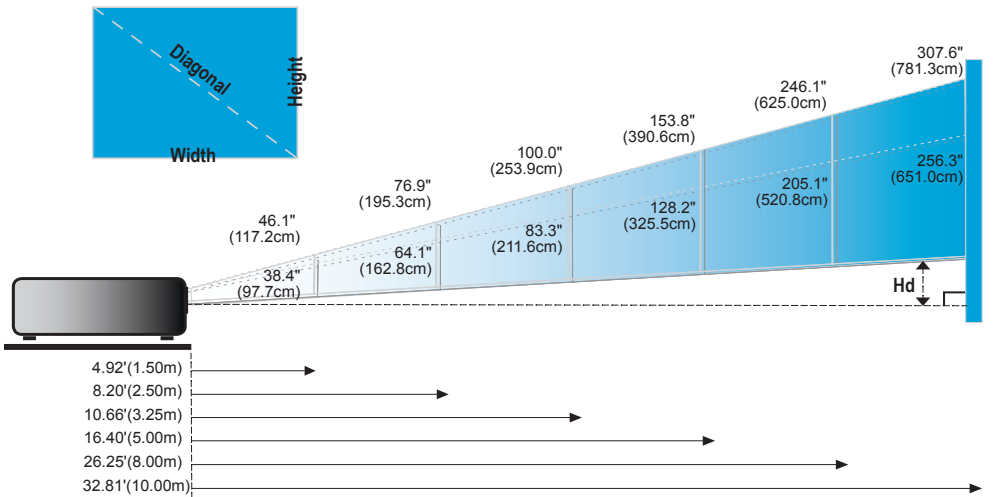 Diagonal
Height
Width
307.6"
(781.3cm)
246.1"
(625.0cm)
153.8"
(390.6cm)
100.0"
(253.9cm)
76.9"
(195.3cm)
46.1"
(117.2cm)
256.3"
(651.0cm)
205.1"
(520.8cm)
128.2"
(325.5cm)
83.3"
(211.6cm)
64.1"
(162.8cm)
38.4"
(97.7cm)
Hd
4.92'(1.50m)
8.20'(2.50m)
10.66'(3.25m)
16.40'(5.00m)
26.25'(8.00m)
32.81'(10.00m)